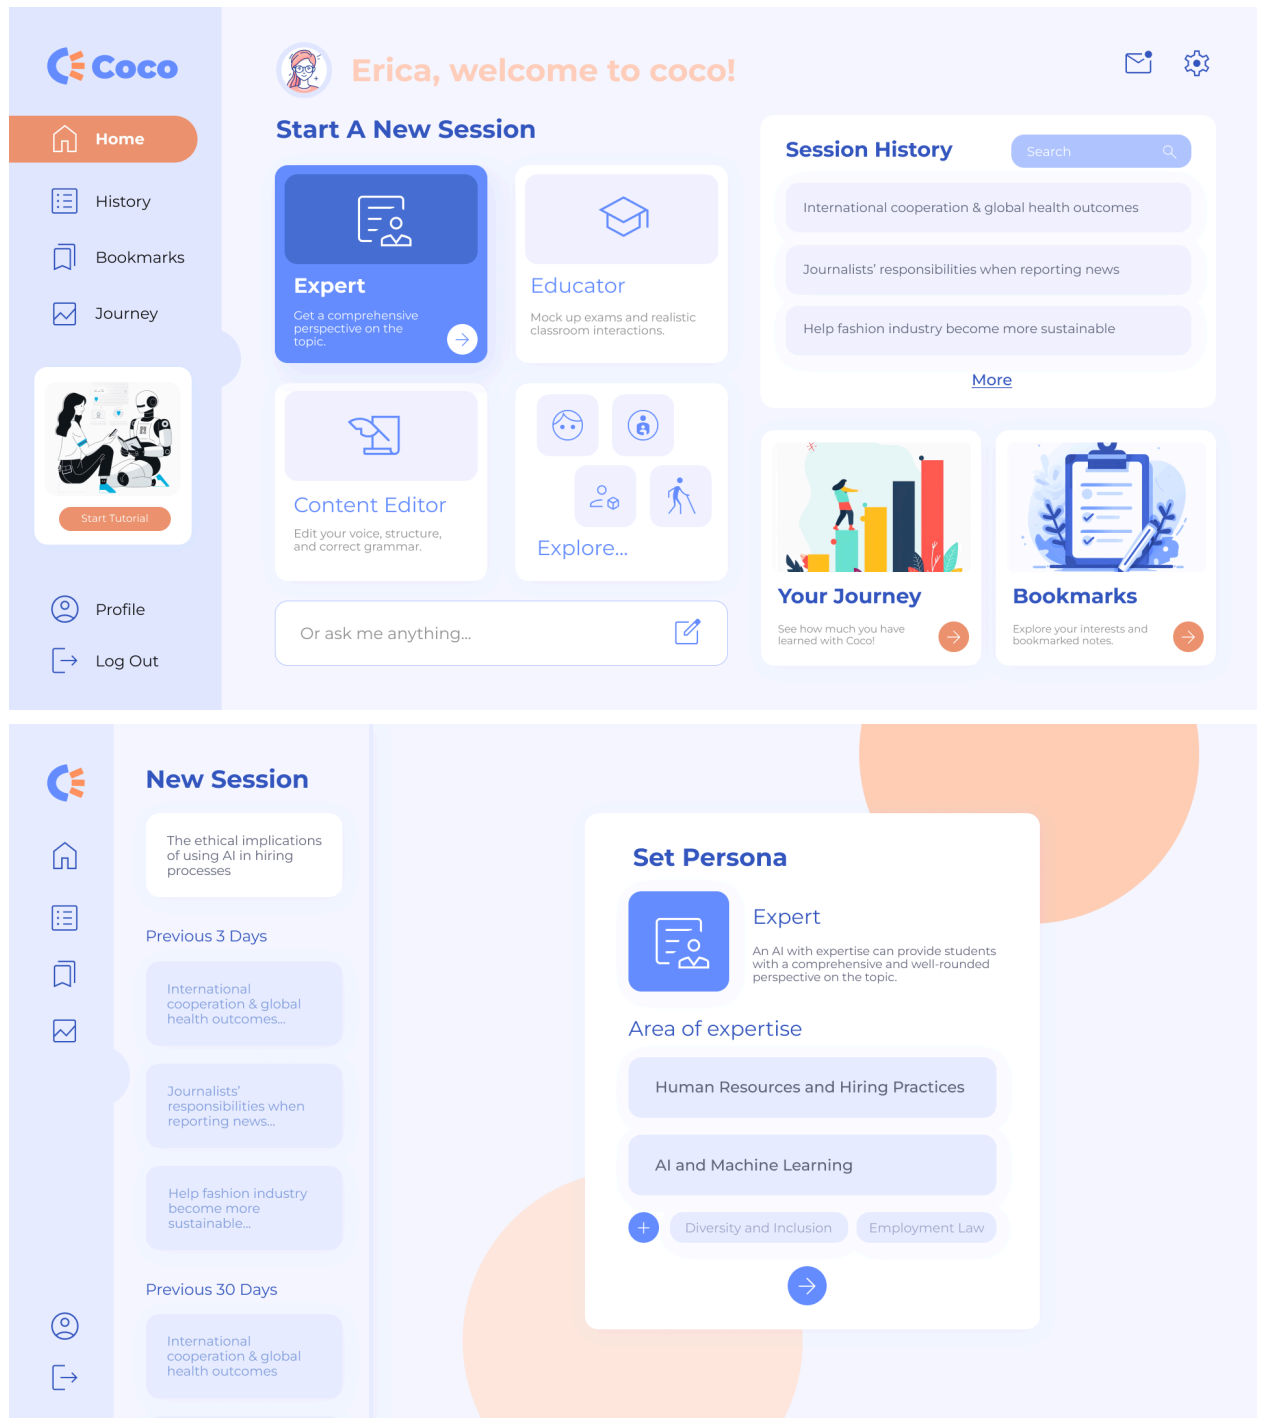 Coco
Home
History
Bookmarks
Journey
Start Tutorial
Profile
Log Out
Erica, welcome to coco!
Start A New Session
Expert
Get a comprehensive
perspective on the
topic.
Educator
Mock up exams and realistic
classroom interactions.
Content Editor
Edit your voice, structure,
and correct grammar.
Explore...
Or ask me anything...
Session History
Search
International cooperation & global health outcomes
Journalists’ responsibilities when reporting news
Help fashion industry become more sustainable
More
Your Journey
See how much you have
learned with Coco!
Bookmarks
Explore your interests and
bookmarked notes.
New Session
The ethical implications
of using AI in hiring
processes
Previous 3 Days
International
cooperation & global
health outcomes...
Journalists’
responsibilities when
reporting news...
Help fashion industry
become more
sustainable...
Previous 30 Days
International
cooperation & global
health outcomes
Set Persona
Expert
An AI with expertise can provide students
with a comprehensive and well-rounded
perspective on the topic.
Area of expertise
Human Resources and Hiring Practices
AI and Machine Learning
Diversity and Inclusion
Employment Law